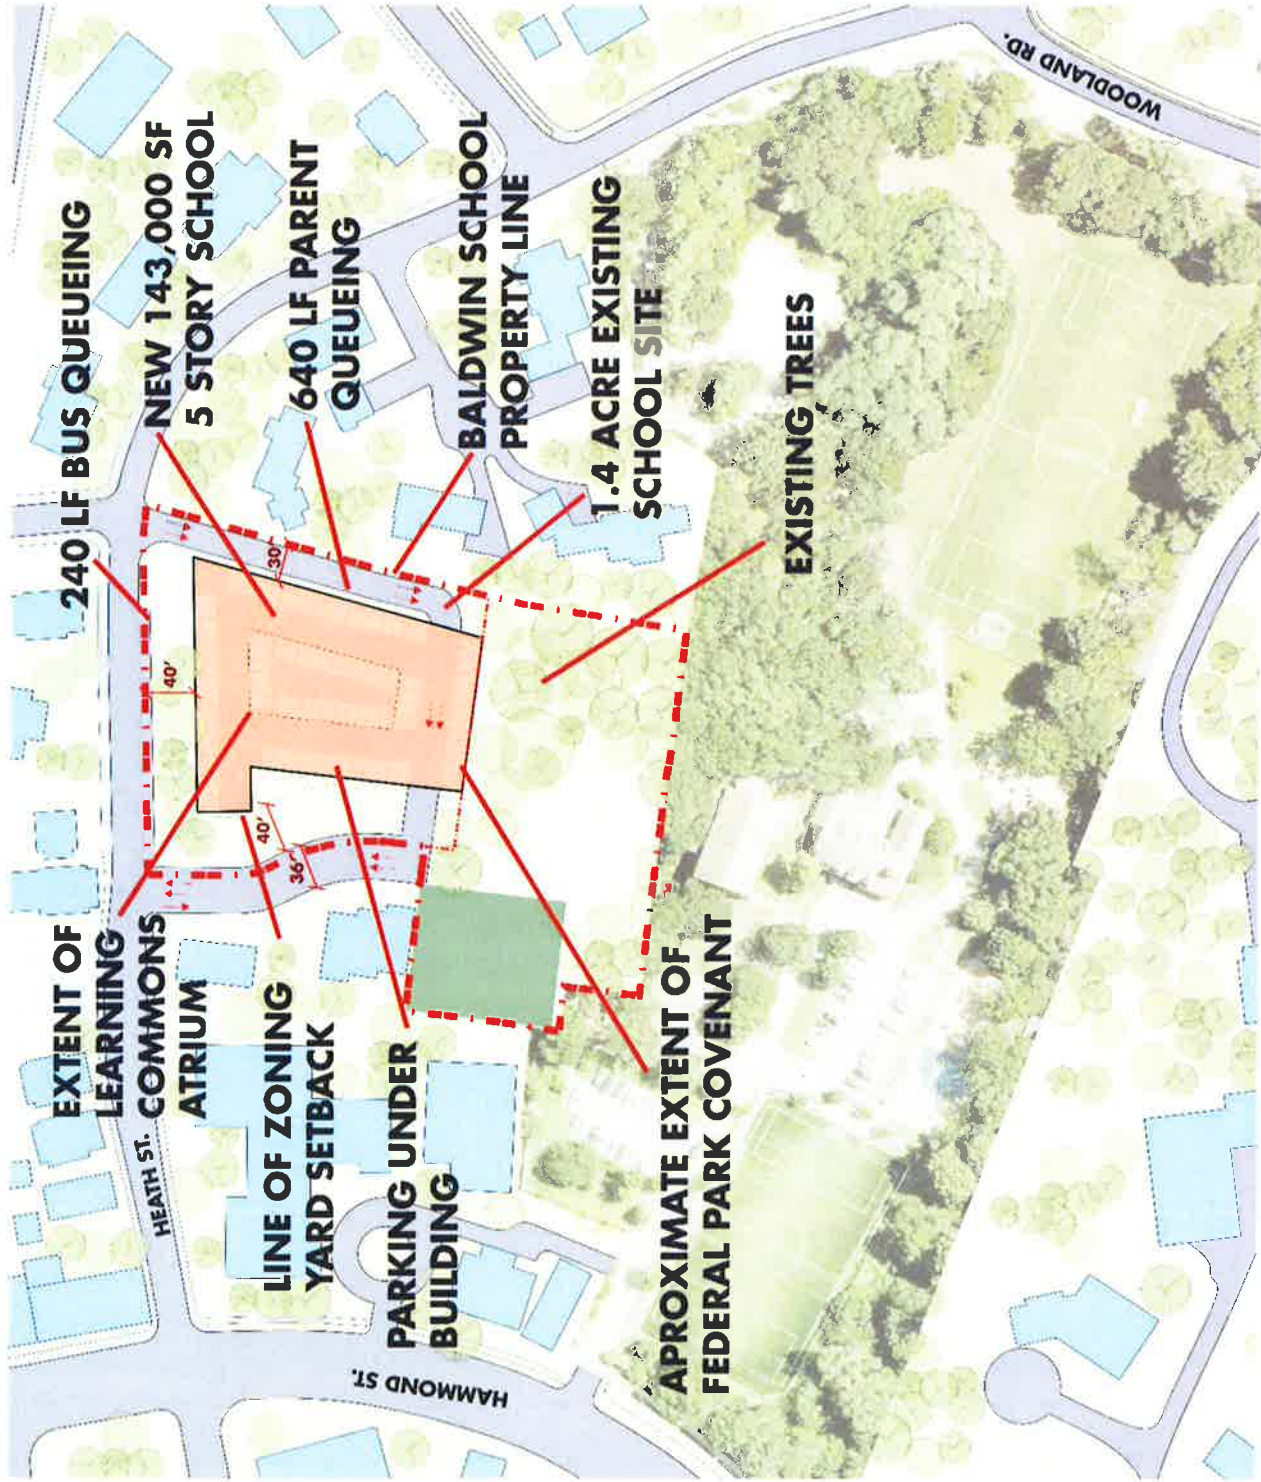 240 LF BUS QUEUEING
NEW 143,000 SF
5 STORY SCHOOL
640 LF PARENT
QUEUEING
BALDWIN SCHOOL
PROPERTY LINE
1.4 ACRE EXISTING
SCHOOL SITE
EXISTING TREES
WOODLAND RD.
30'
40'
40'
36'
EXTENT OF
LEARNING
COMMONS
ATRIUM
HEATH ST.
LINE OF ZONING
YARD SETBACK
PARKING UNDER
BUILDING
HAMMOND ST.
APROXIMATE EXTENT OF
FEDERAL PARK COVENANT